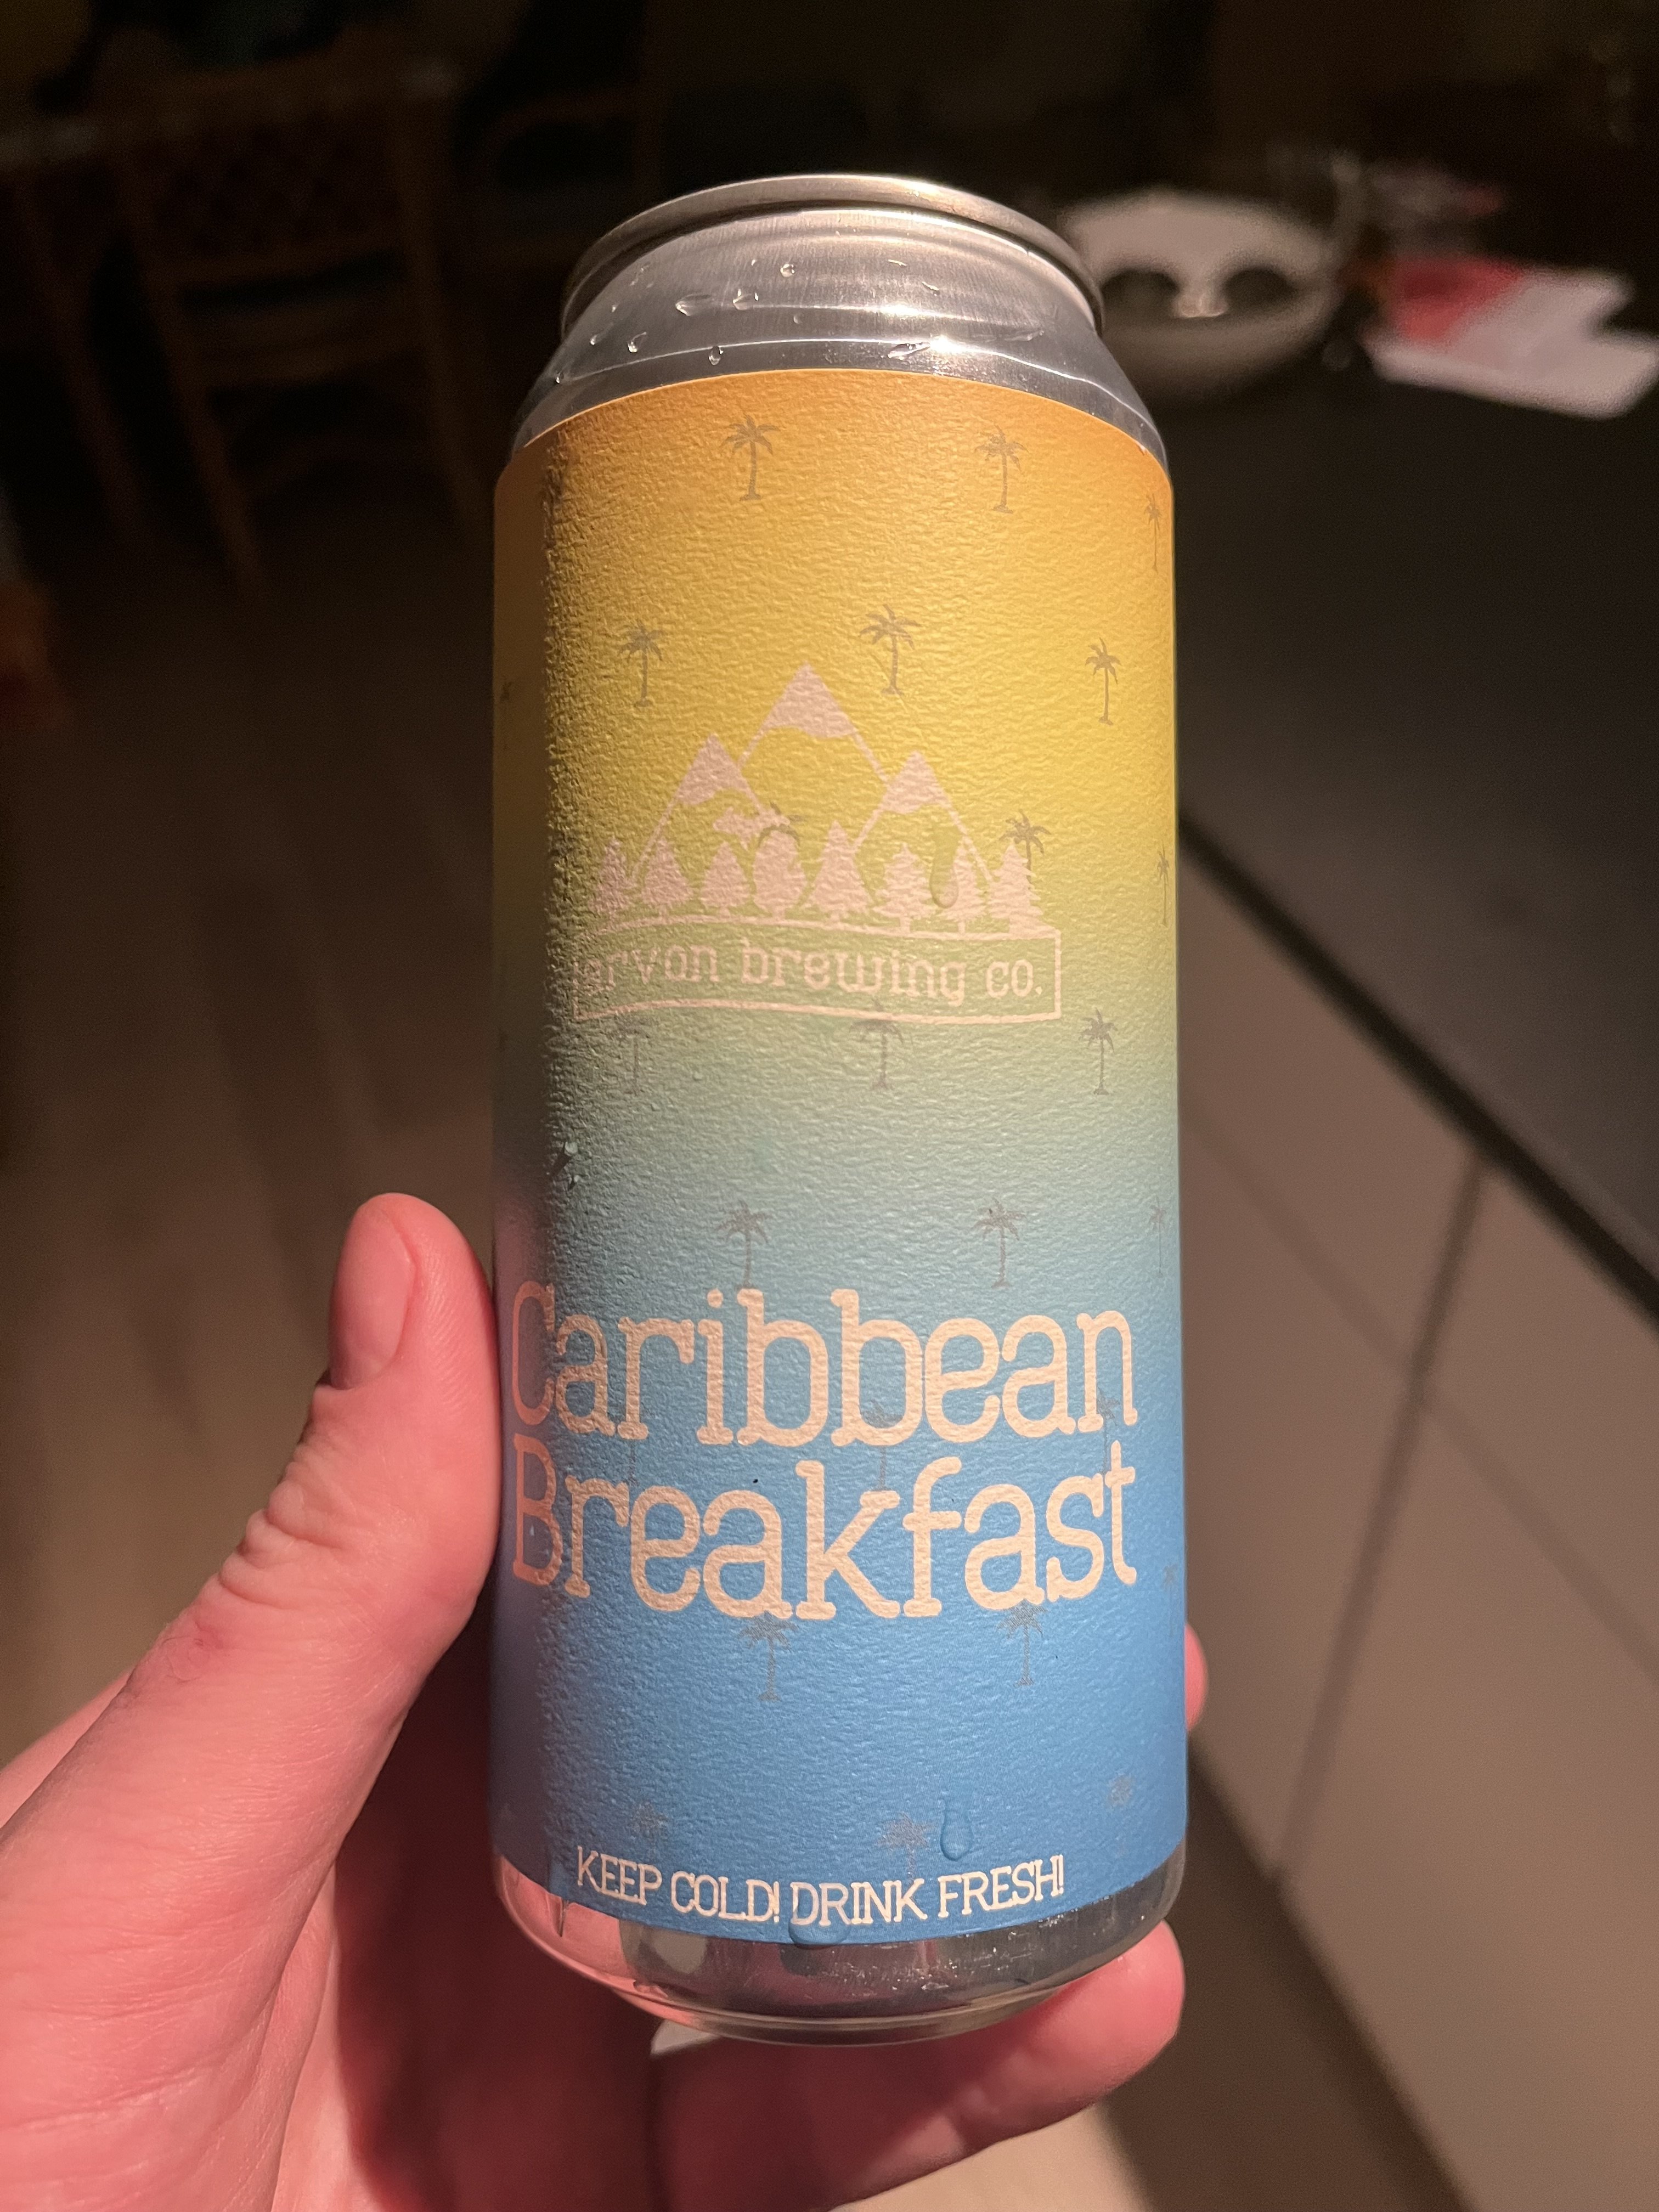 brewing co.
Caribbean
Breakfast
KEEP COLD! DRINK FRESH!